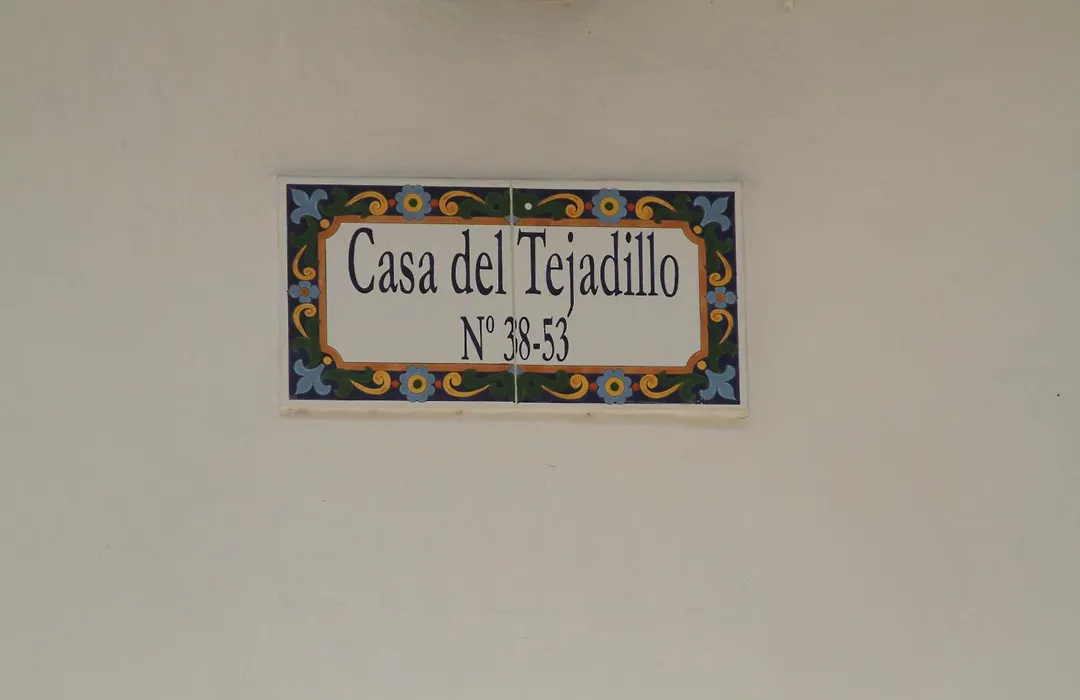 Casa del Tejadillo
Nº 38-53